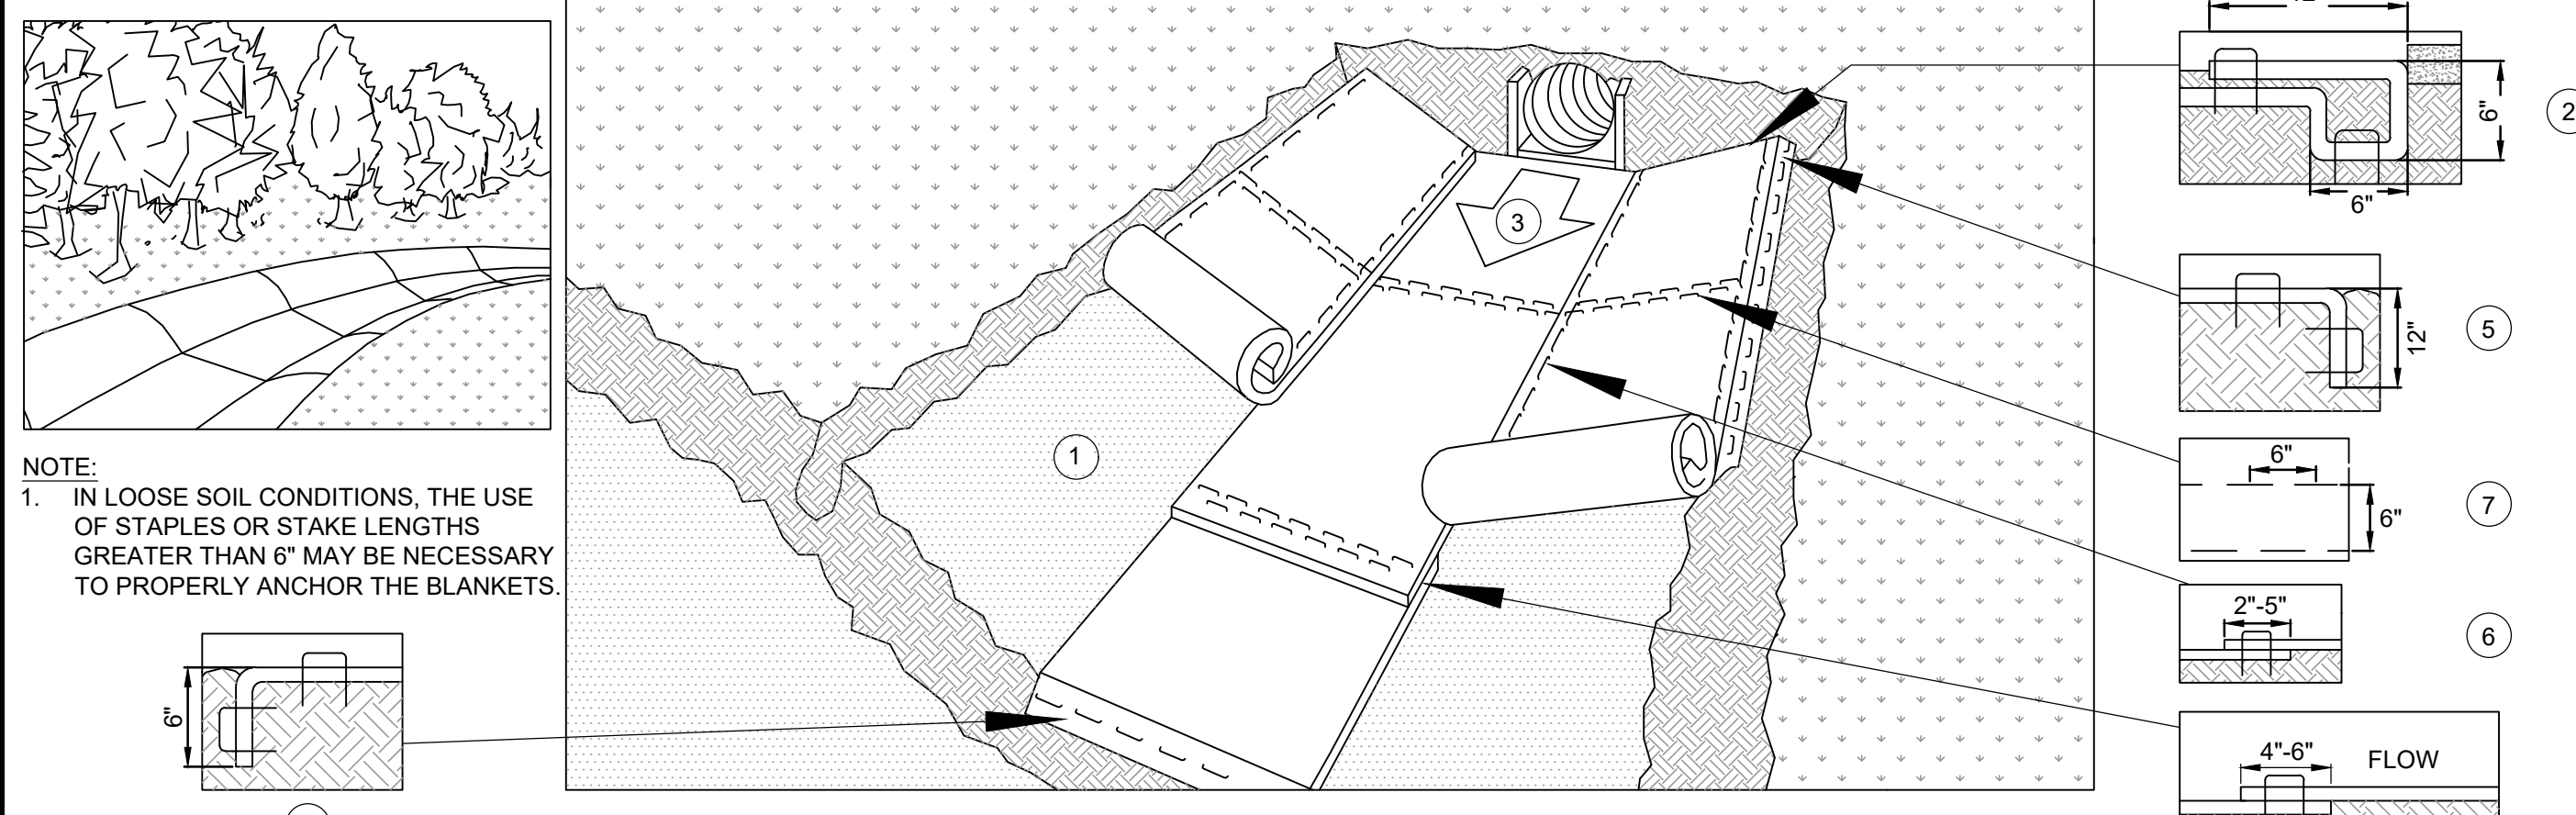 NOTE:
1. IN LOOSE SOIL CONDITIONS, THE USE
OF STAPLES OR STAKE LENGTHS
GREATER THAN 6" MAY BE NECESSARY
TO PROPERLY ANCHOR THE BLANKETS.
6"
1
3
6"
6"
2
12"
5
6"
6"
7
2"-5"
6
4"-6" FLOW